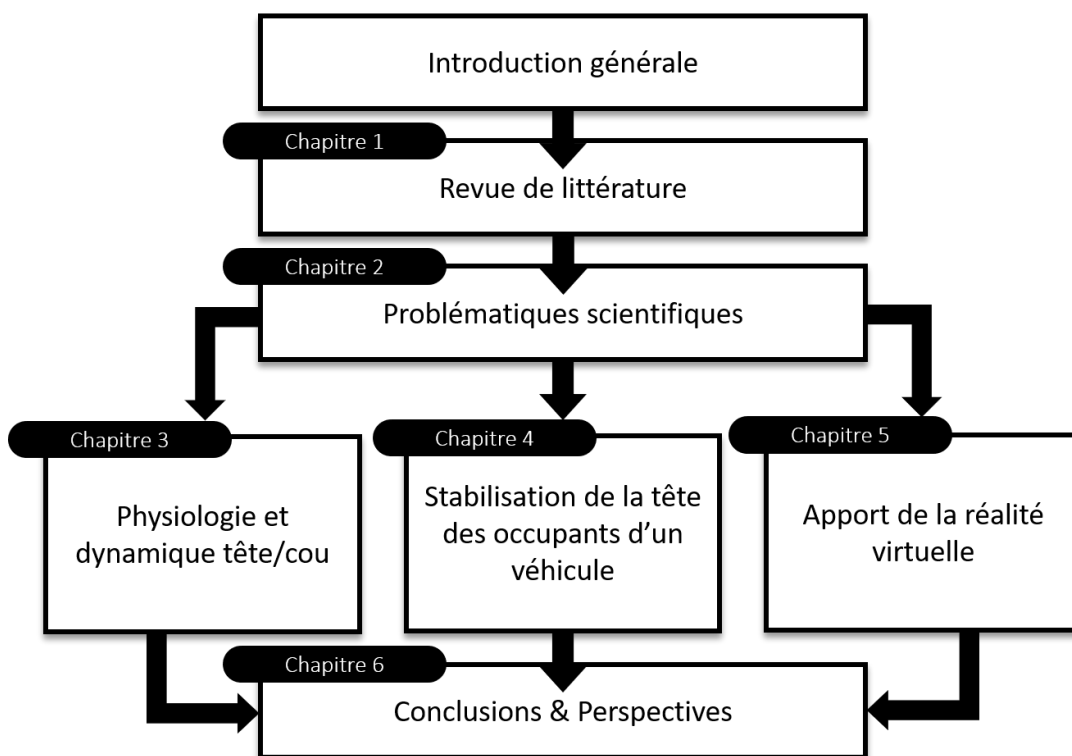 Introduction générale
Chapitre 1
Revue de littérature
Chapitre 2
Problématiques scientifiques
Chapitre 3
Physiologie et
dynamique tête/cou
Chapitre 4
Stabilisation de la tête
des occupants d'un
véhicule
Chapitre 5
Apport de la réalité
virtuelle
Chapitre 6
Conclusions & Perspectives